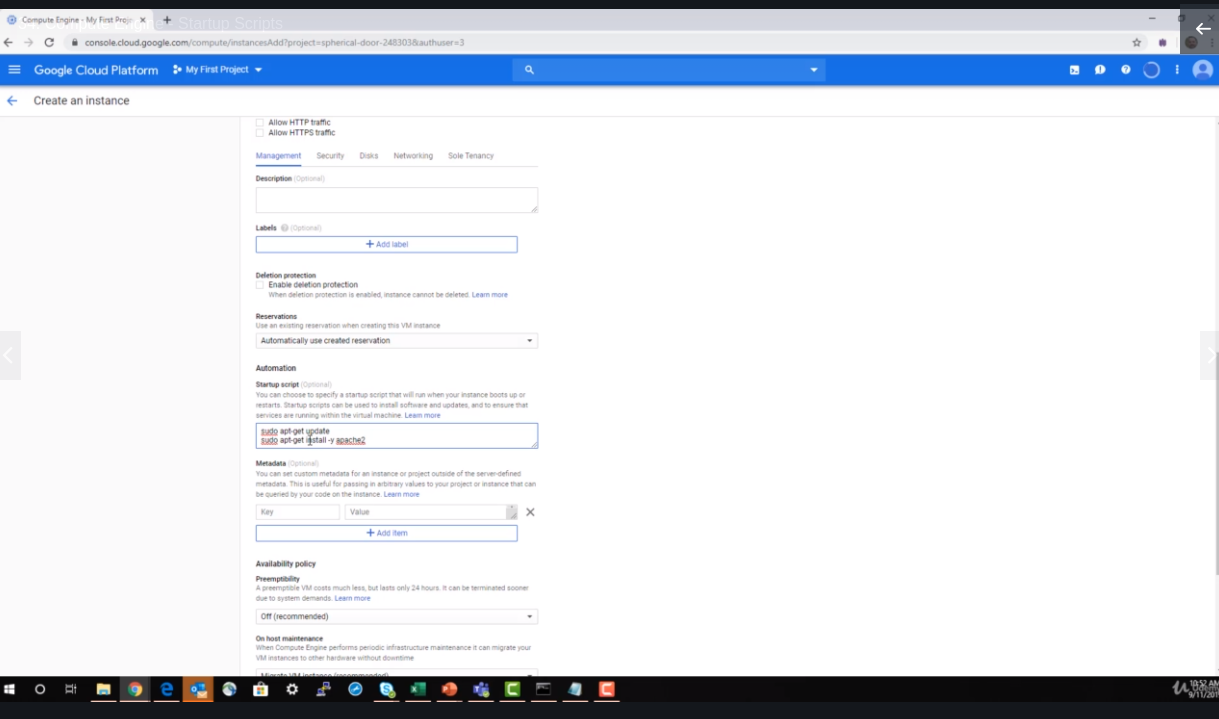 Compute Engine - My First Proje
Compute Engine - Startup Scripts
console.cloud.google.com/compute/instancesAdd?project=spherical-door-248303&authuser=3
Google Cloud Platform
My First Project
Create an instance
Allow HTTP traffic
Allow HTTPS traffic
Management Security Disks Networking Sole Tenancy
Description (Optional)
Labels (Optional)
+ Add label
Deletion protection
Enable deletion protection
When deletion protection is enabled, instance cannot be deleted. Learn more
Reservations
Use an existing reservation when creating this VM instance
Automatically use created reservation
Automation
Startup script (Optional)
You can choose to specify a startup script that will run when your instance boots up or
restarts. Startup scripts can be used to install software and updates, and to ensure that
services are running within the virtual machine. Learn more
sudo apt-get update
sudo apt-get install -y apache2
Metadata (Optional)
You can set custom metadata for an instance or project outside of the server-defined
metadata. This is useful for passing in arbitrary values to your project or instance that can
be queried by your code on the instance. Learn more
Key Value
+ Add item
Availability policy
Preemptibility
A preemptible VM costs much less, but lasts only 24 hours. It can be terminated sooner
due to system demands. Learn more
Off (recommended)
On host maintenance
When Compute Engine performs periodic infrastructure maintenance it can migrate your
VM instances to other hardware without downtime
Migrate VM instance (recommended)
10:52 AM
9/11/201